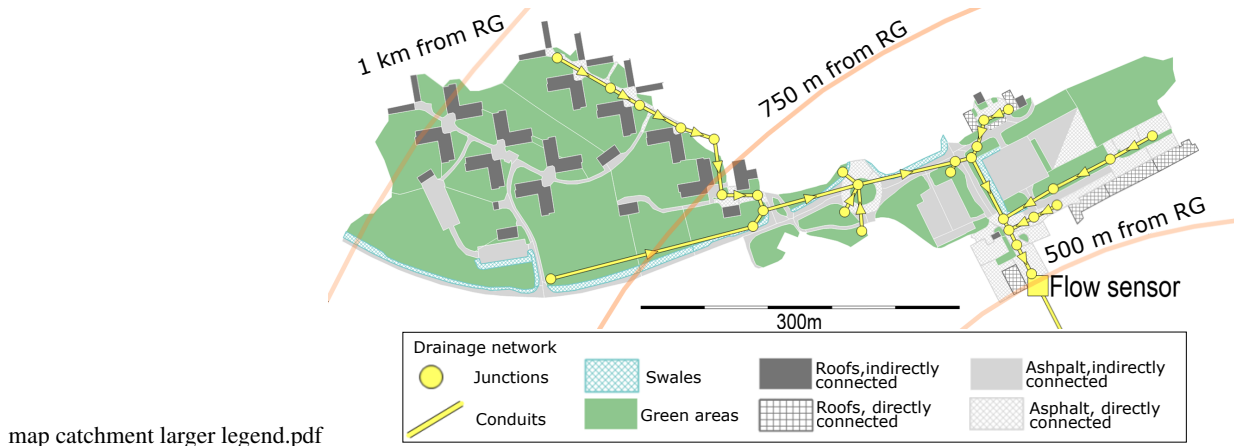 1 km from RG
750 m from RG
500 m from RG
Flow sensor
300m
Drainage network
Junctions
Swales
Roofs,indirectly
connected
Ashpalt,indirectly
connected
Conduits
Green areas
Roofs, directly
connected
Asphalt, directly
connected
map catchment larger legend.pdf